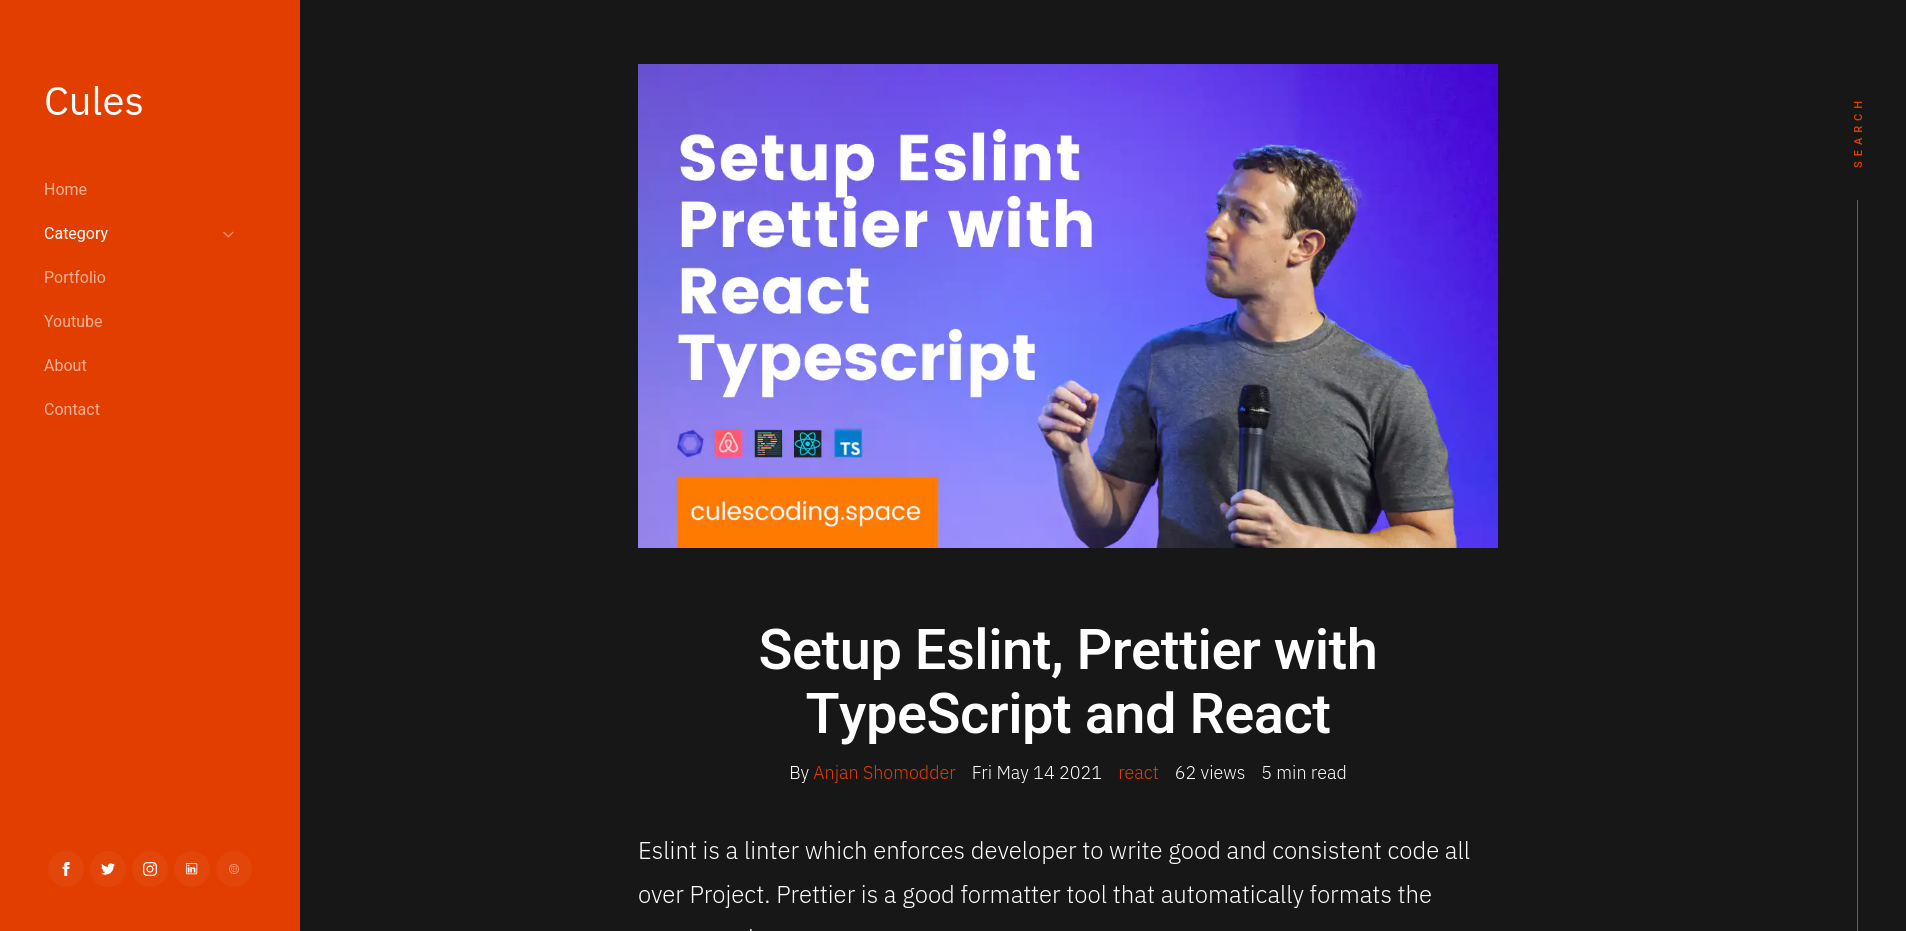 Cules
Home
Category
Portfolio
Youtube
About
Contact
SEARCH
Setup Eslint
Prettier with
React
Typescript
TS
culescoding.space
Setup Eslint, Prettier with
TypeScript and React
By Anjan Shomodder Fri May 14 2021 react 62 views 5 min read
Eslint is a linter which enforces developer to write good and consistent code all
over Project. Prettier is a good formatter tool that automatically formats the